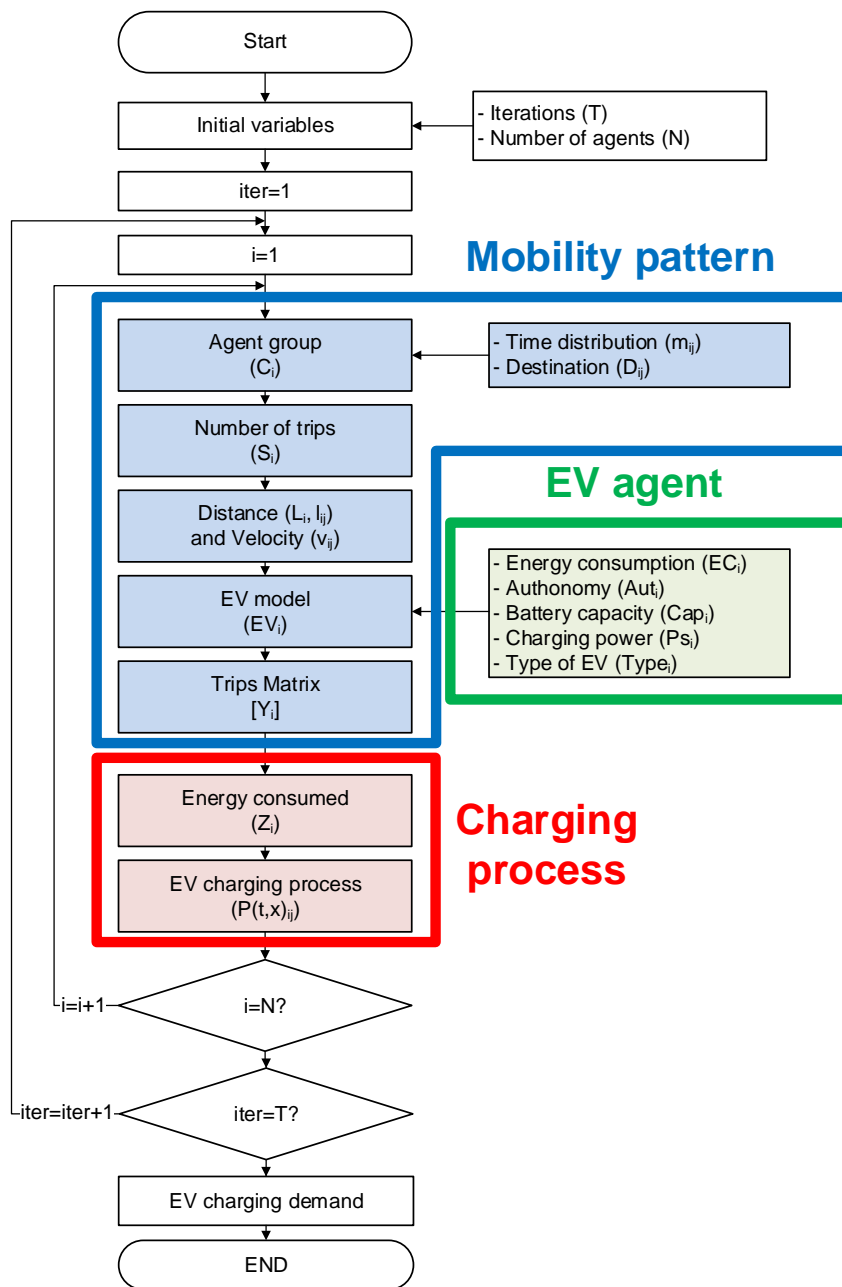 Start
Initial variables
- Iterations (T)
- Number of agents (N)
iter=1
i=1
Mobility pattern
Agent group
(Cᵢ)
- Time distribution (mᵢⱼ)
- Destination (Dᵢⱼ)
Number of trips
(Sᵢ)
Distance (Lᵢ, lᵢⱼ)
and Velocity (vᵢⱼ)
EV agent
EV model
(EVᵢ)
- Energy consumption (ECᵢ)
- Authonomy (Autᵢ)
- Battery capacity (Capᵢ)
- Charging power (Psᵢ)
- Type of EV (Typeᵢ)
Trips Matrix
[Yᵢ]
Energy consumed
(Zᵢ)
Charging
process
EV charging process
(P(t,x)ᵢⱼ)
i=i+1
i=N?
iter=iter+1
iter=T?
EV charging demand
END